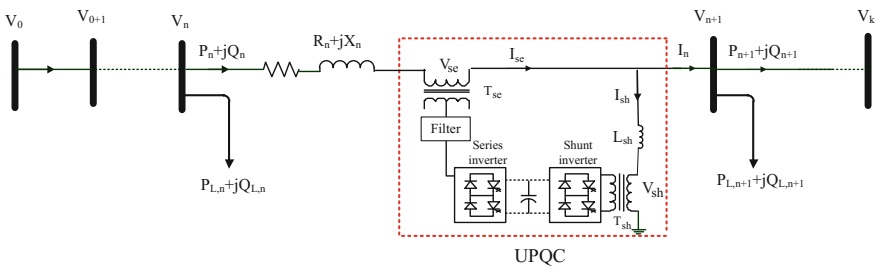 V0
V0+1
Vn
Pn+jQn
Rn+jXn
Vse
Ise
In
Vn+1
Pn+1+jQn+1
Vk
Tse
Ish
Filter
Lsh
Series
inverter
Shunt
inverter
Vsh
Tsh
PL,n+jQL,n
PL,n+1+jQL,n+1
UPQC